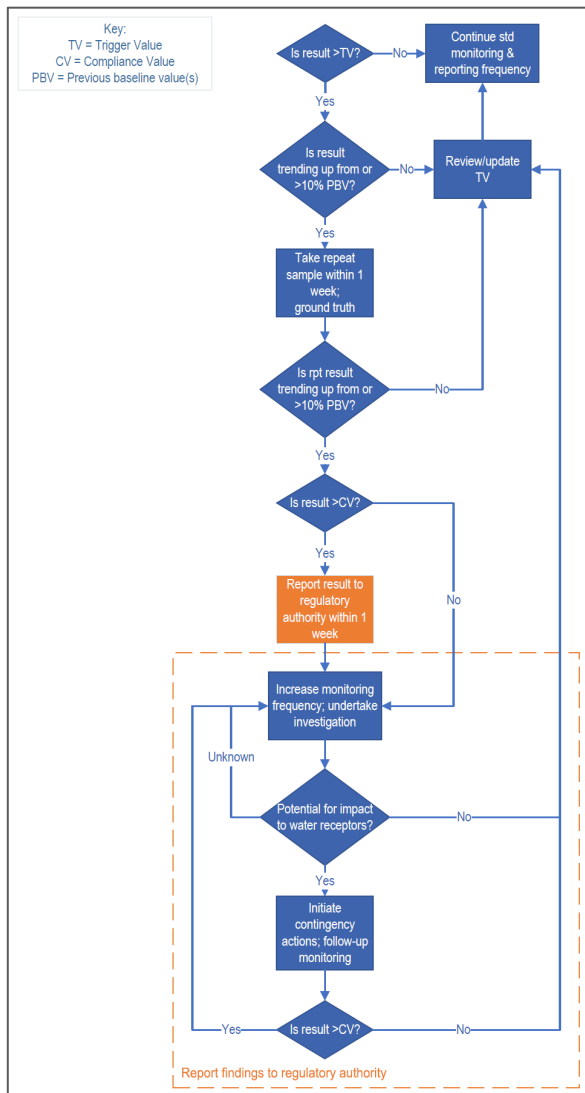 Key:
TV = Trigger Value
CV = Compliance Value
PBV = Previous baseline value(s)
Is result >TV?
No
Continue std
monitoring &
reporting frequency
Yes
Is result
trending up from or
>10% PBV?
No
Review/update
TV
Yes
Take repeat
sample within 1
week;
ground truth
Is rpt result
trending up from or
>10% PBV?
No
Yes
Is result >CV?
Yes
No
Report result to
regulatory
authority within 1
week
Increase monitoring
frequency; undertake
investigation
Unknown
Potential for impact
to water receptors?
No
Yes
Initiate
contingency
actions; follow-up
monitoring
Is result >CV?
Yes
No
Report findings to regulatory authority